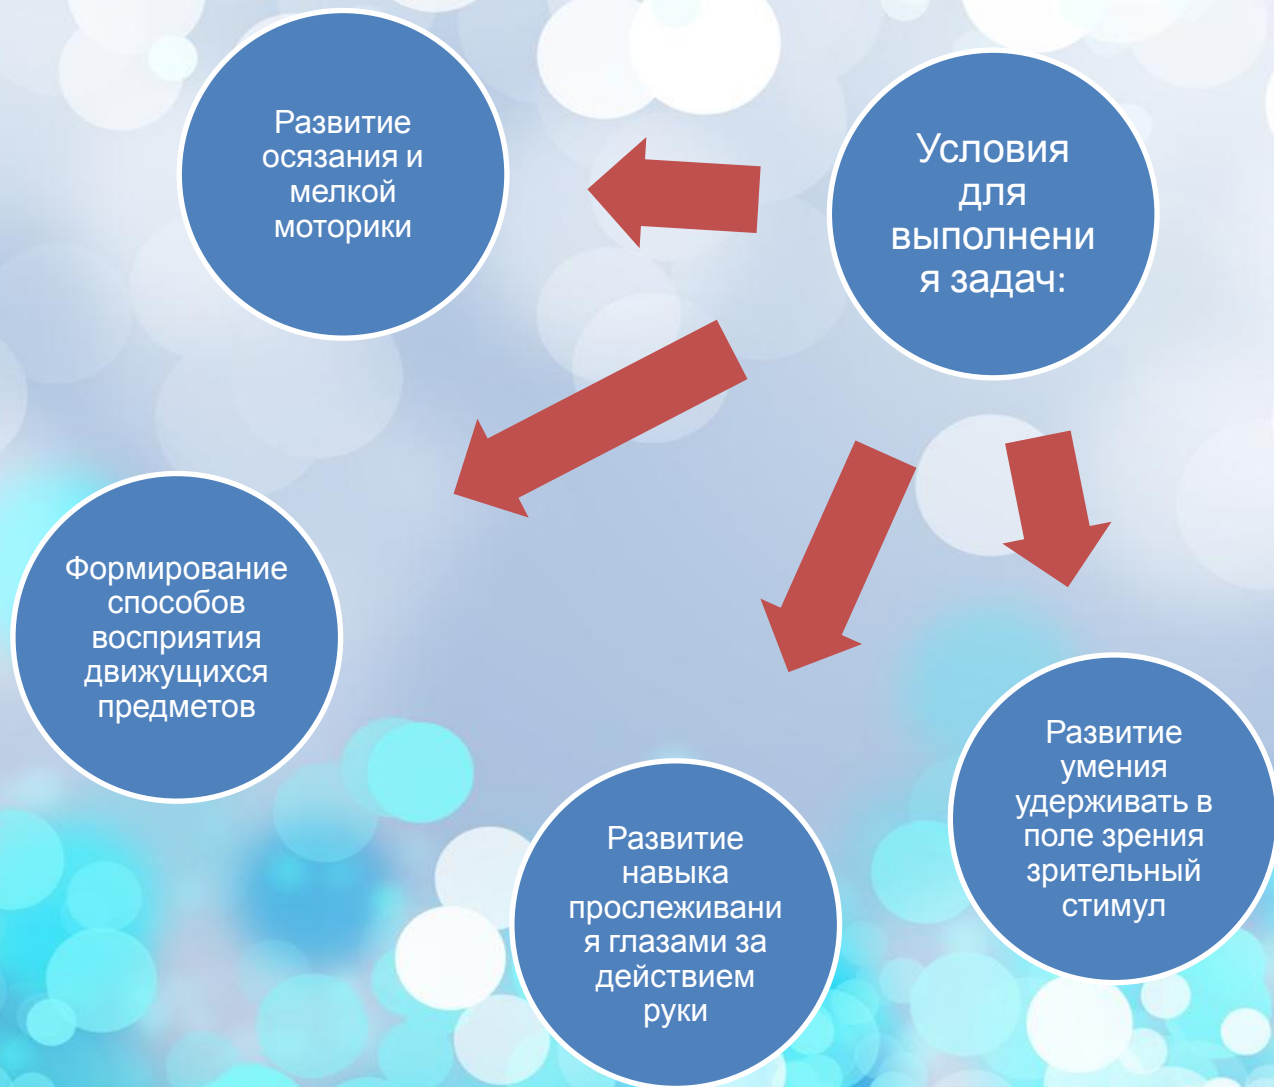 Развитие
осязания и
мелкой
моторики
Условия
для
выполнени
я задач:
Формирование
способов
восприятия
движущихся
предметов
Развитие
навыка
прослеживани
я глазами за
действием
руки
Развитие
умения
удерживать в
поле зрения
зрительный
стимул